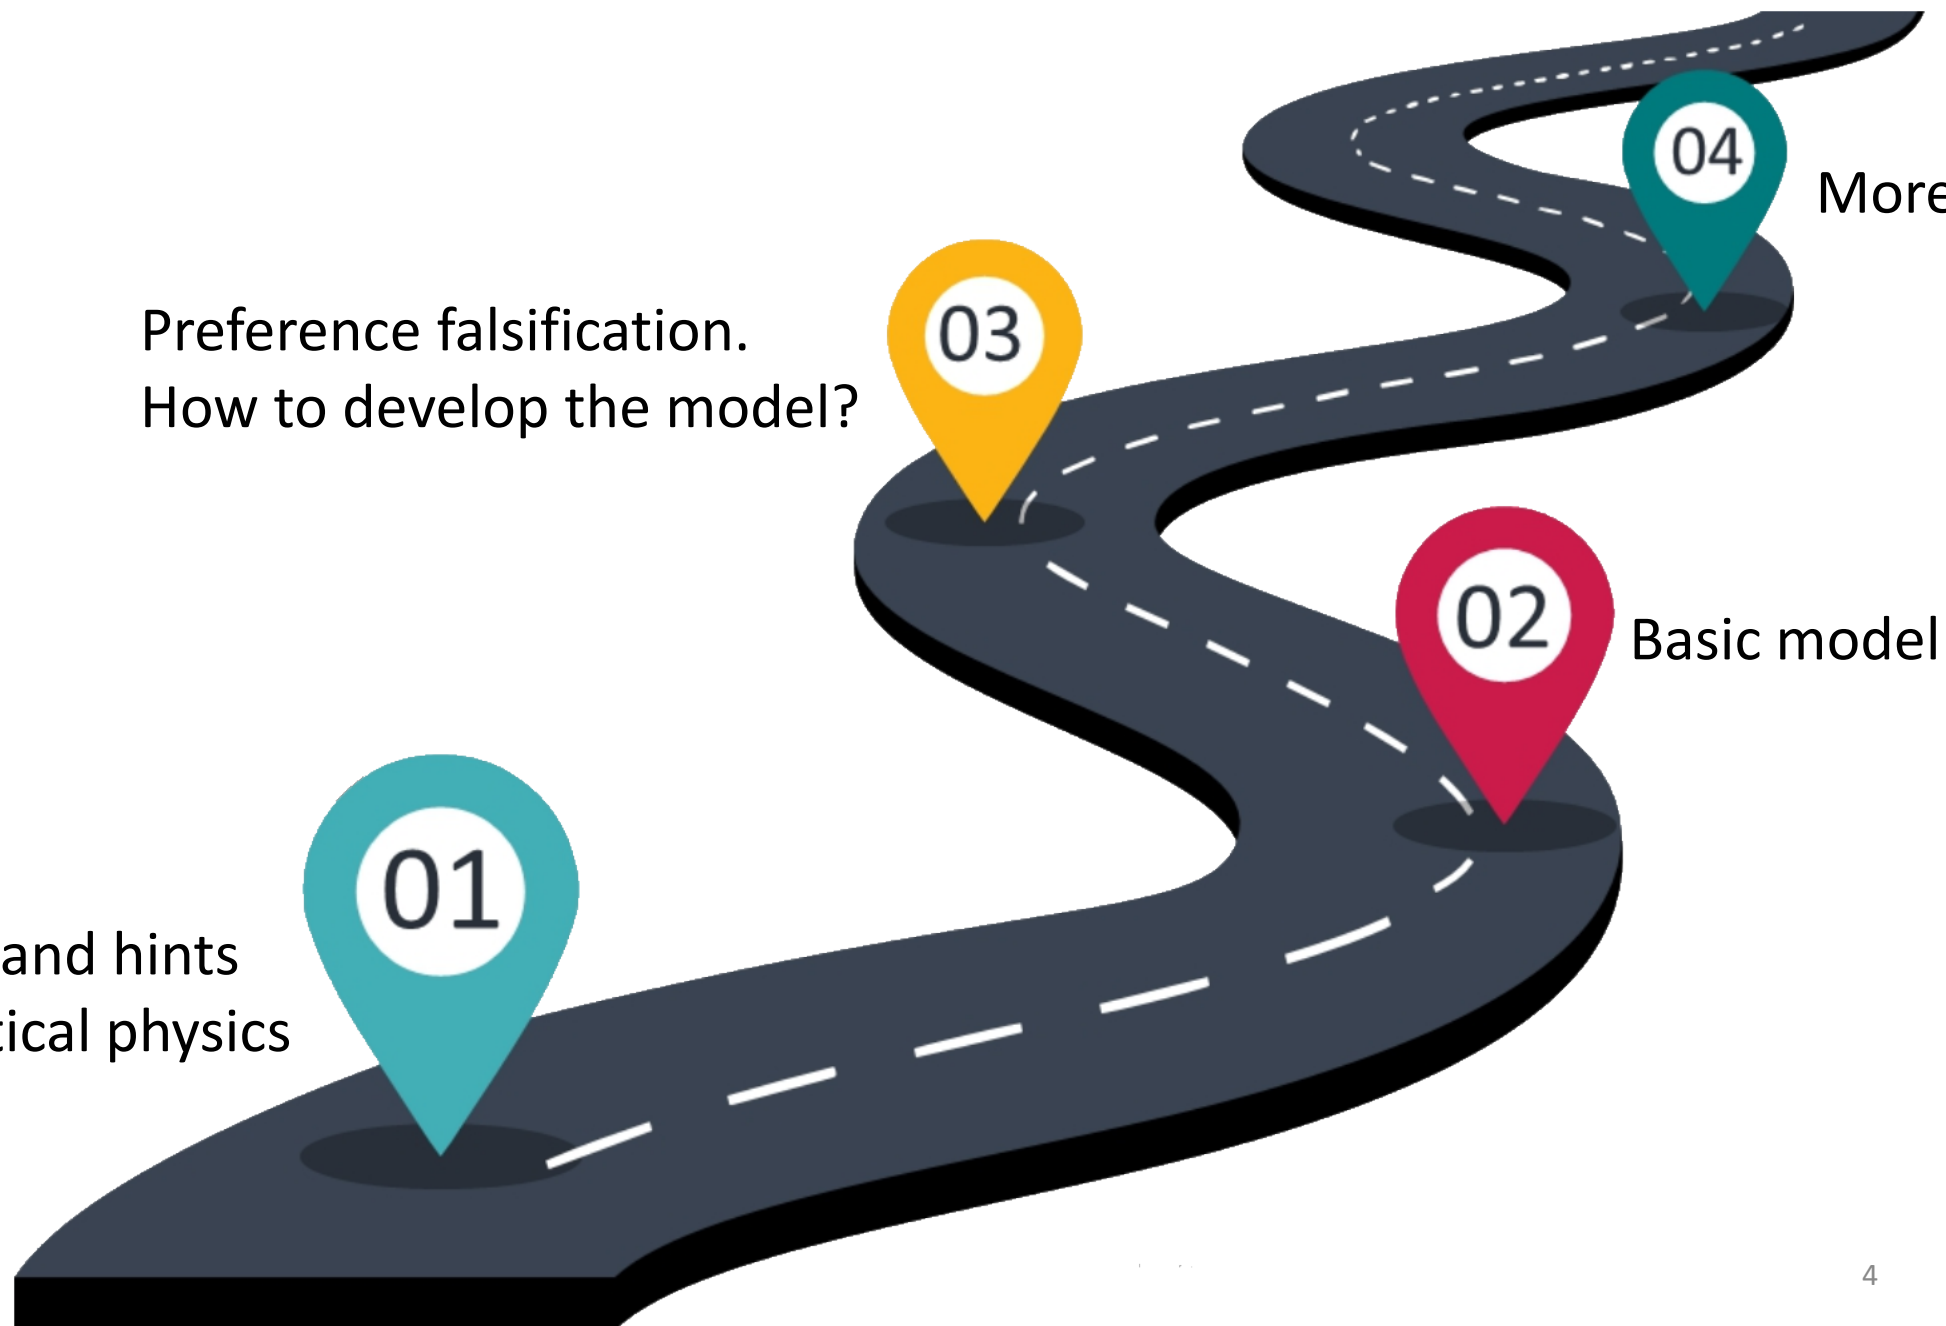 04
More
03
Preference falsification.
How to develop the model?
02
Basic model
01
and hints
tical physics
4